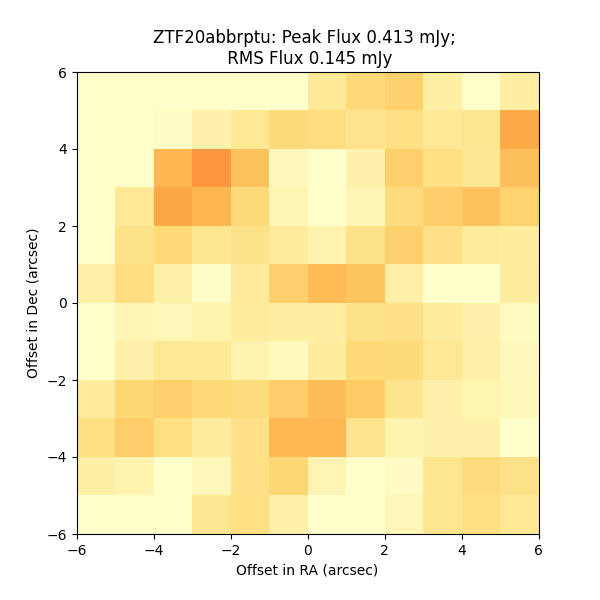 ZTF20abbrptu: Peak Flux 0.413 mJy;
RMS Flux 0.145 mJy
6
4
2
0
−2
−4
−6
Offset in Dec (arcsec)
−6 −4 −2 0 2 4 6
Offset in RA (arcsec)